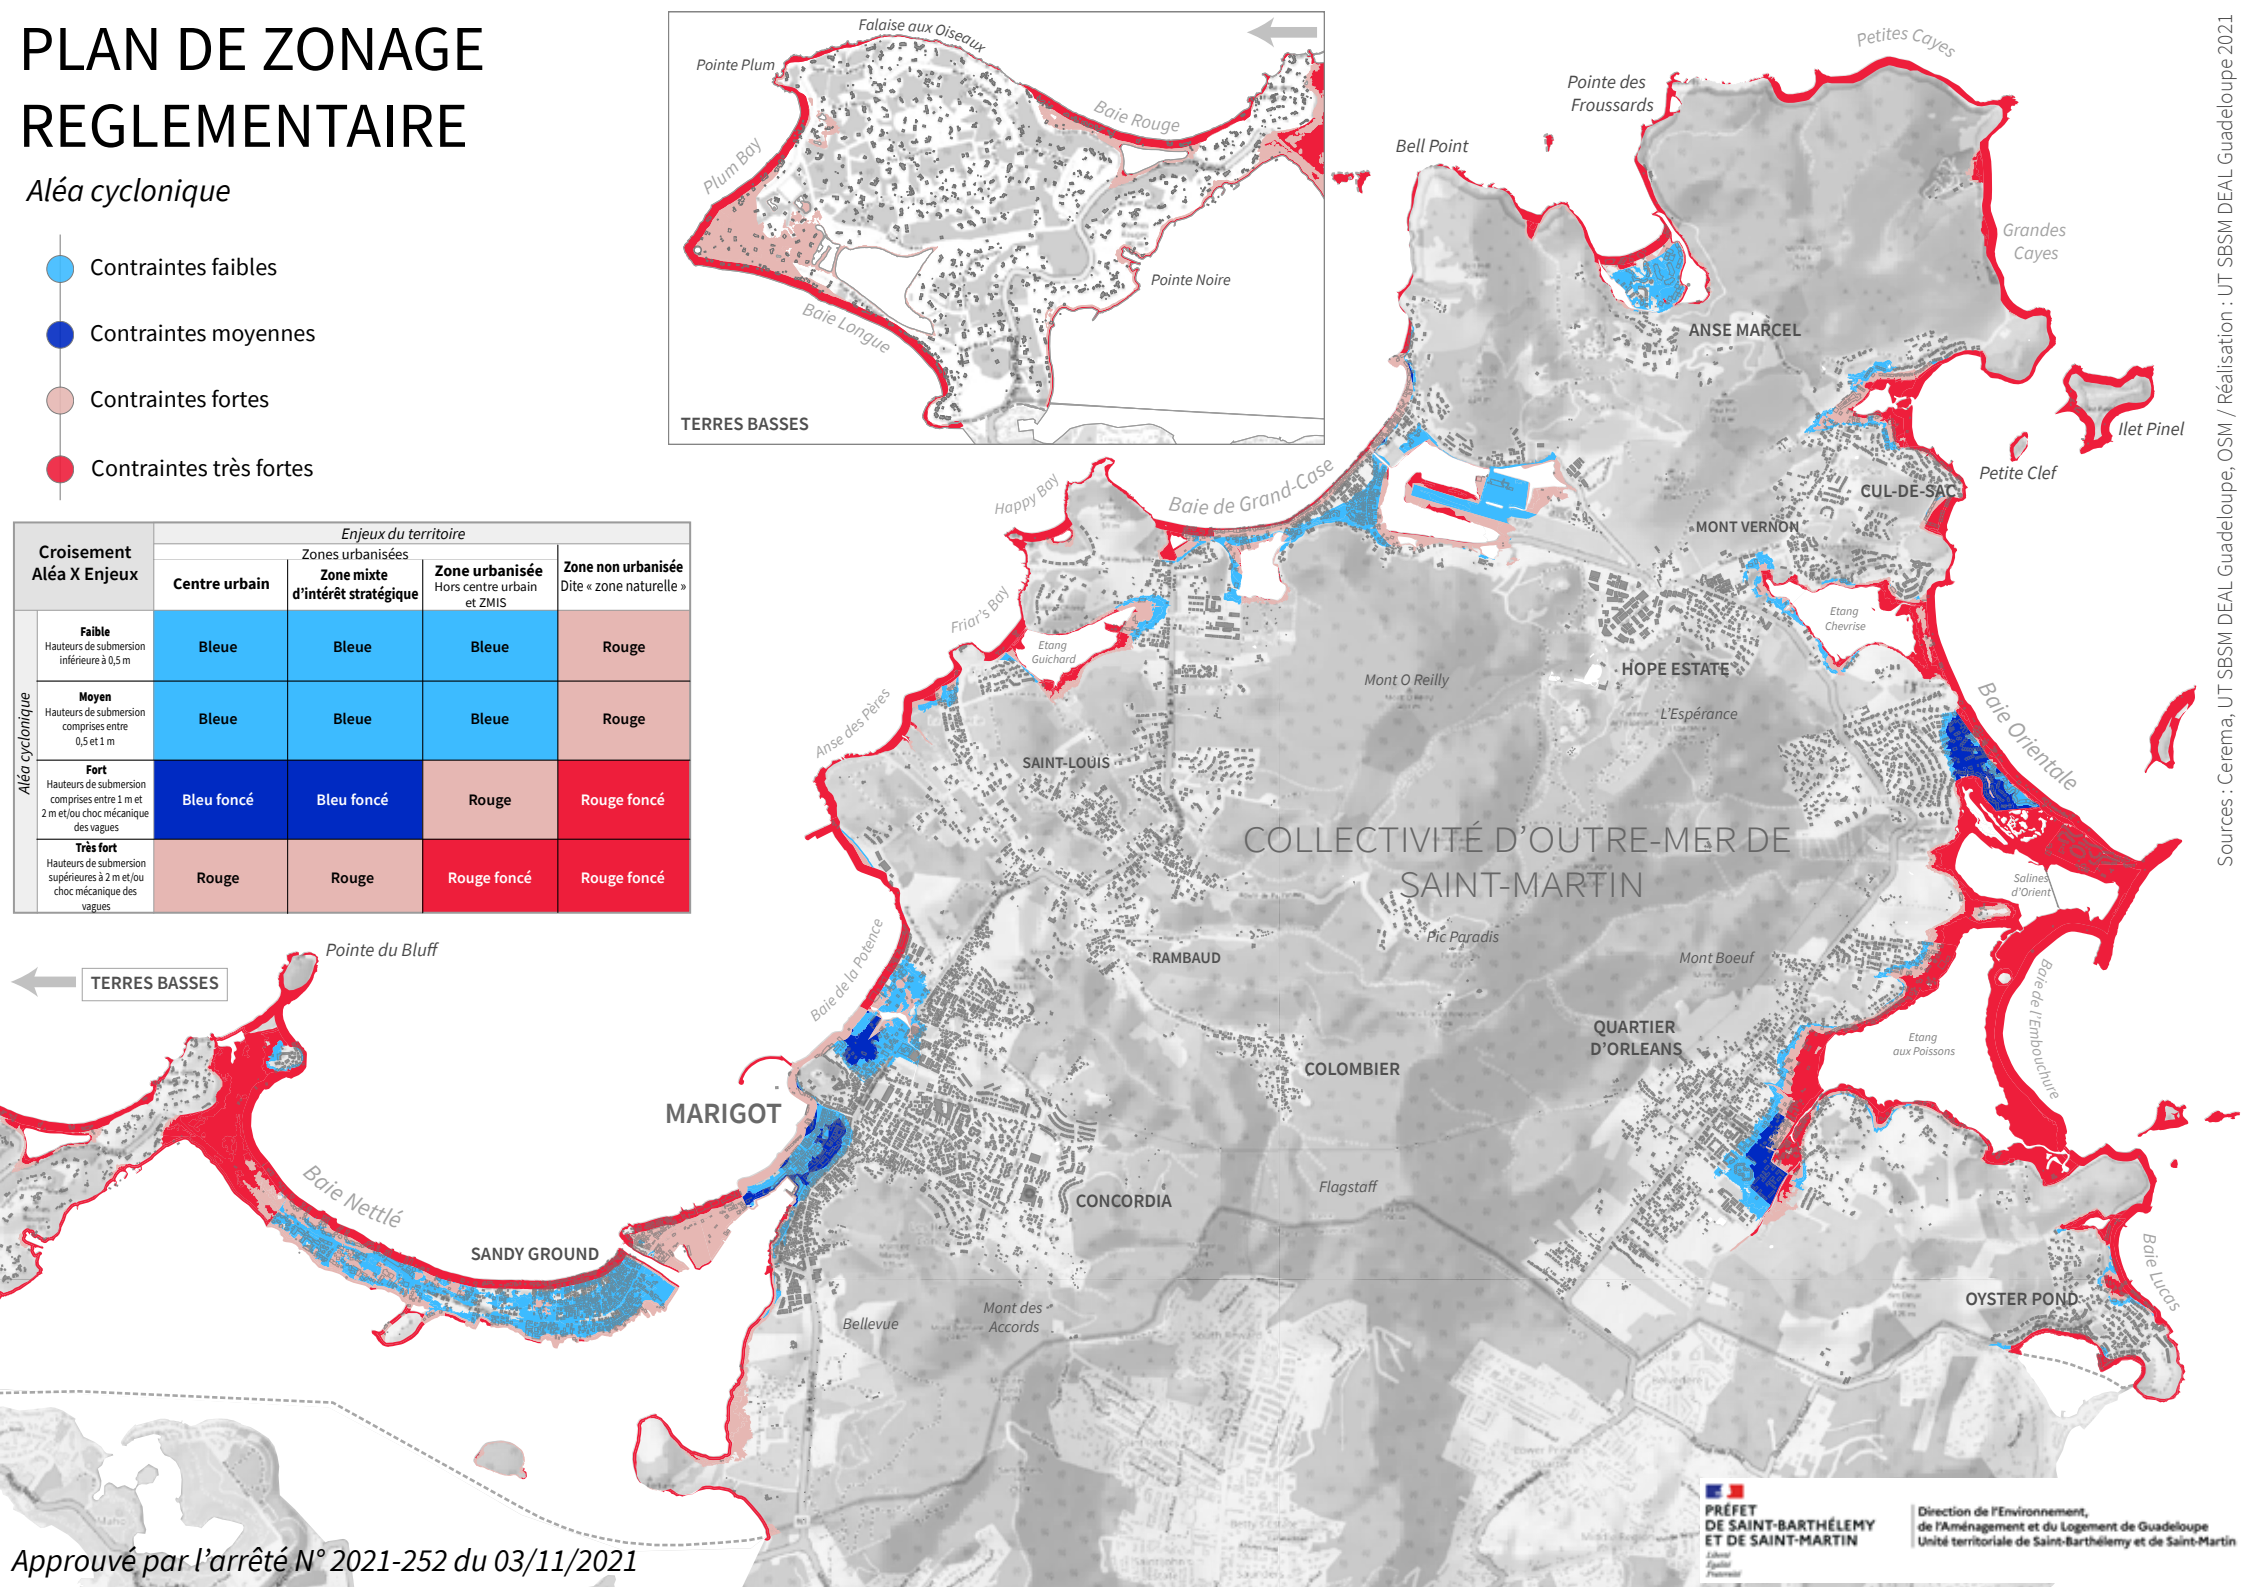 PLAN DE ZONAGE
REGLEMENTAIRE
Aléa cyclonique
Contraintes faibles
Contraintes moyennes
Contraintes fortes
Contraintes très fortes
Croisement
Aléa X Enjeux
Enjeux du territoire
Zones urbanisées
Centre urbain
Zone mixte
d'intérêt stratégique
Zone urbanisée
Hors centre urbain
et ZMIS
Zone non urbanisée
Dite « zone naturelle »
Aléa cyclonique
Faible
Hauteurs de submersion
inférieure à 0,5 m
Bleue
Bleue
Bleue
Rouge
Moyen
Hauteurs de submersion
comprises entre
0,5 et 1 m
Bleue
Bleue
Bleue
Rouge
Fort
Hauteurs de submersion
comprises entre 1 m et
2 m et/ou choc mécanique
des vagues
Bleu foncé
Bleu foncé
Rouge
Rouge foncé
Très fort
Hauteurs de submersion
supérieures à 2 m et/ou
choc mécanique des
vagues
Rouge
Rouge
Rouge foncé
Rouge foncé
Falaise aux Oiseaux
Pointe Plum
Baie Rouge
Plum Bay
Pointe Noire
Baie Longue
TERRES BASSES
Petites Cayes
Pointe des
Froussards
Bell Point
Grandes
Cayes
ANSE MARCEL
Ilet Pinel
Petite Clef
CUL-DE-SAC
MONT VERNON
Happy Bay
Baie de Grand-Case
Friar's Bay
Etang
Guichard
Etang
Chevrise
HOPE ESTATE
Mont O Reilly
L'Espérance
Anse des Pères
Baie Orientale
SAINT-LOUIS
COLLECTIVITÉ D'OUTRE-MER DE
SAINT-MARTIN
Salines
d'Orient
Pic Paradis
RAMBAUD
Mont Boeuf
Baie de la Potence
Pointe du Bluff
TERRES BASSES
QUARTIER
D'ORLEANS
Etang
aux Poissons
Baie de l'Embouchure
COLOMBIER
MARIGOT
Flagstaff
CONCORDIA
Baie Nettlé
SANDY GROUND
Baie Lucas
OYSTER POND
Mont des
Accords
Bellevue
Sources : Cerema, UT SBSM DEAL Guadeloupe, OSM / Réalisation : UT SBSM DEAL Guadeloupe 2021
PRÉFET
DE SAINT-BARTHÉLEMY
ET DE SAINT-MARTIN
Liberté
Égalité
Fraternité
Direction de l'Environnement,
de l'Aménagement et du Logement de Guadeloupe
Unité territoriale de Saint-Barthélemy et de Saint-Martin
Approuvé par l'arrêté N° 2021-252 du 03/11/2021